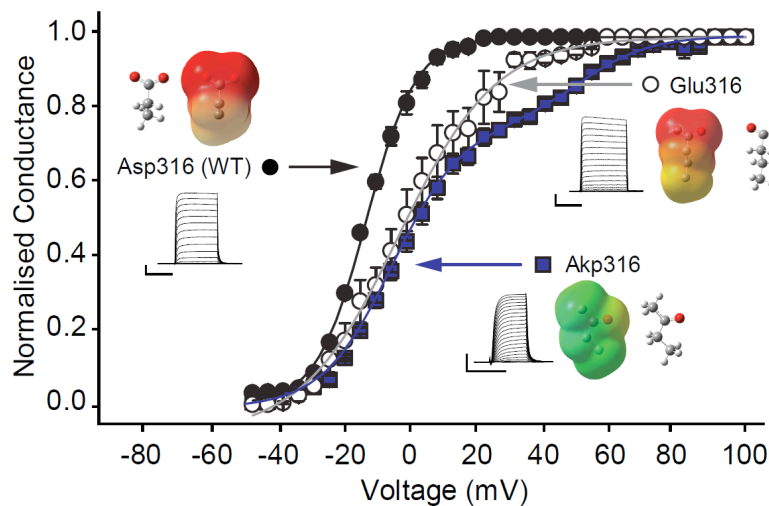 1.0
0.8
0.6
0.4
0.2
0.0
Normalised Conductance
Asp316 (WT)
Glu316
Akp316
-80 -60 -40 -20 0 20 40 60 80 100
Voltage (mV)